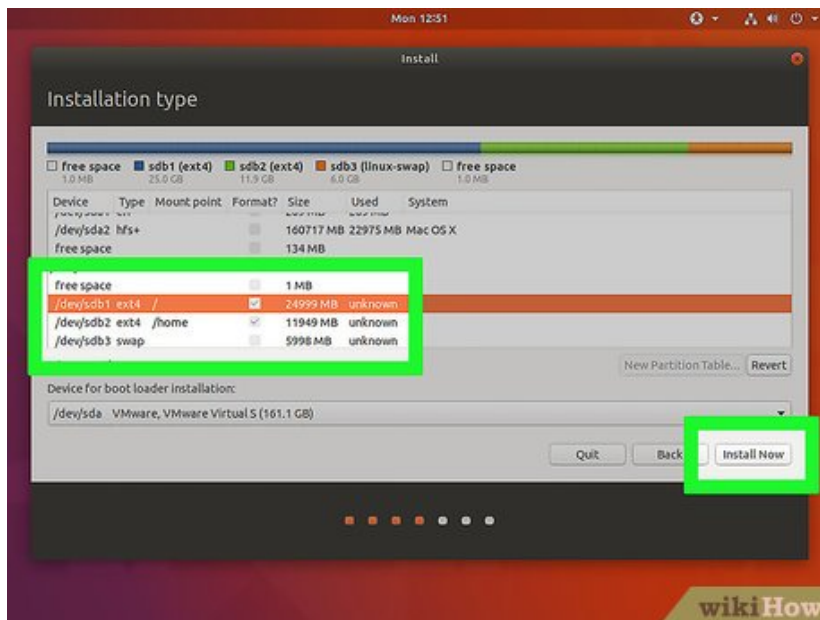 Mon 12:51
Install
Installation type
free space sdb1 (ext4) sdb2 (ext4) sdb3 (linux-swap) free space
1.0 MB 25.0 GB 11.9 GB 6.0 GB 1.0 MB
Device Type Mount point Format? Size Used System
/dev/sda2 hfs+ 160717 MB 22975 MB Mac OS X
free space 134 MB
free space 1 MB
/dev/sdb1 ext4 / 24999 MB unknown
/dev/sdb2 ext4 /home 11949 MB unknown
/dev/sdb3 swap 5998 MB unknown
New Partition Table... Revert
Device for boot loader installation:
/dev/sda VMware, VMware Virtual S (161.1 GB)
Quit Back Install Now
wikiHow